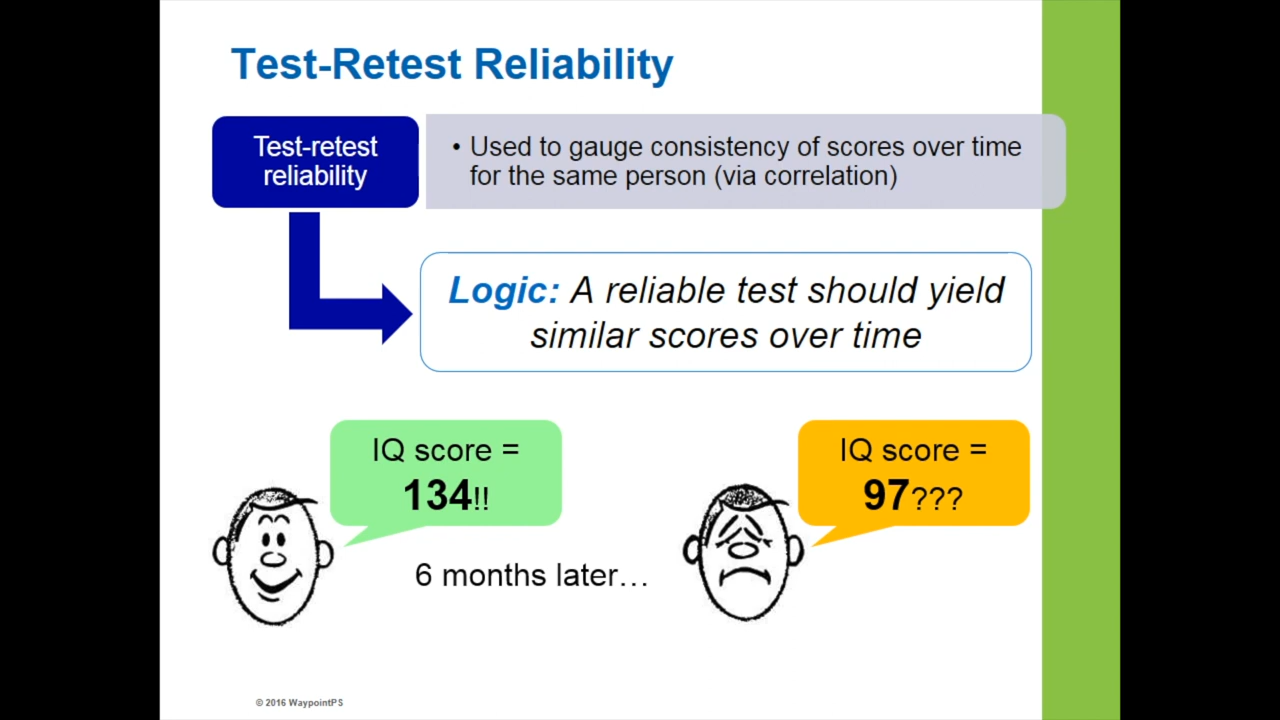 Test-Retest Reliability
Test-retest
reliability
• Used to gauge consistency of scores over time
for the same person (via correlation)
Logic: A reliable test should yield
similar scores over time
IQ score =
134!!
6 months later…
IQ score =
97???
© 2016 WaypointPS